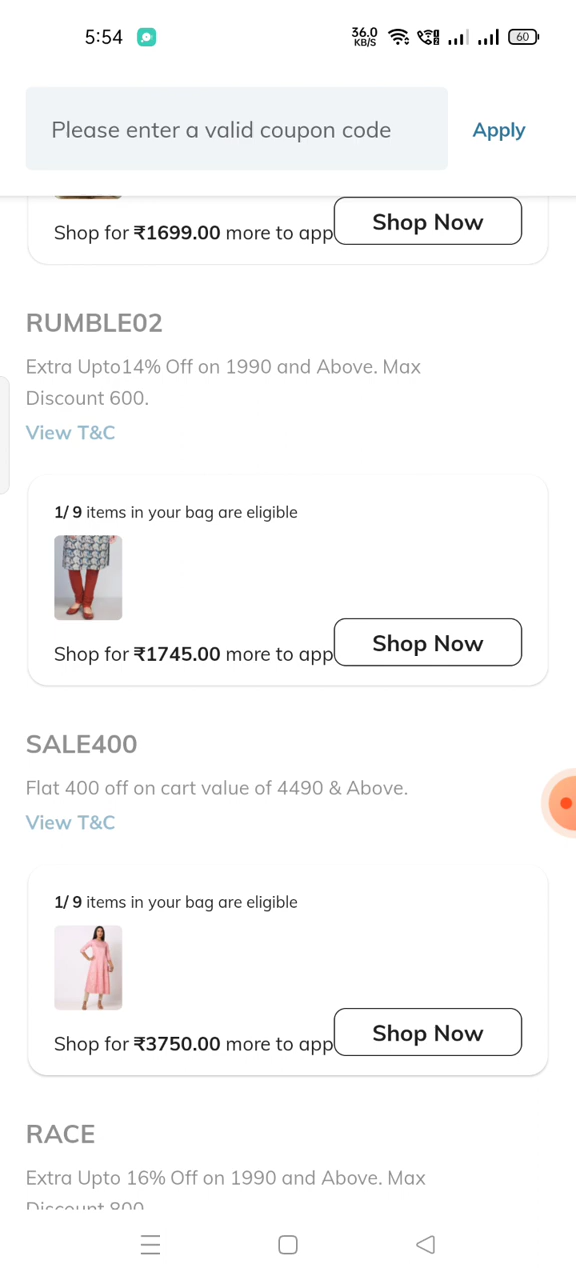 5:54
36.0
KB/S
60
Please enter a valid coupon code
Apply
Shop for ₹1699.00 more to app
Shop Now
RUMBLE02
Extra Upto14% Off on 1990 and Above. Max
Discount 600.
View T&C
1/ 9 items in your bag are eligible
Shop for ₹1745.00 more to app
Shop Now
SALE400
Flat 400 off on cart value of 4490 & Above.
View T&C
1/ 9 items in your bag are eligible
Shop for ₹3750.00 more to app
Shop Now
RACE
Extra Upto 16% Off on 1990 and Above. Max
Discount 800